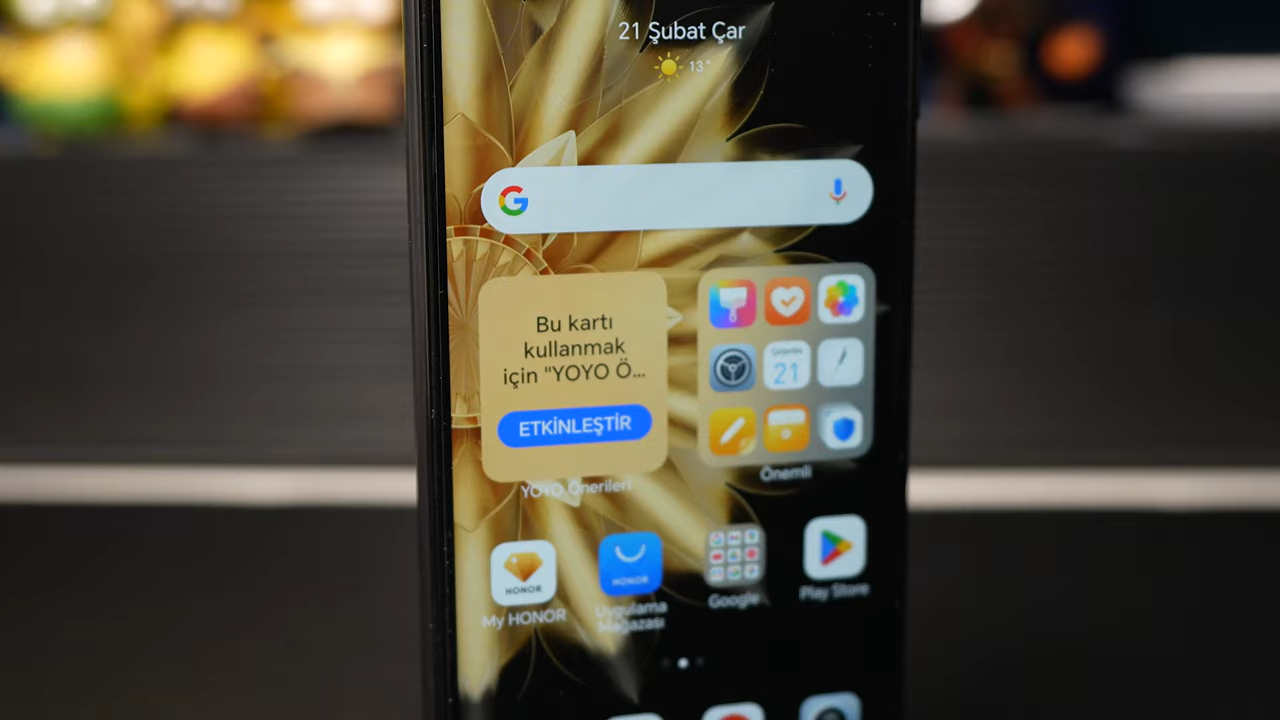 21 Şubat Çar
13°
Bu kartı
kullanmak
için "YOYO Ö...
ETKİNLEŞTİR
YOYO Önerileri
Çarşamba
21
Önemli
HONOR
My HONOR
HONOR
Uygulama
Mağazası
Google
Play Store